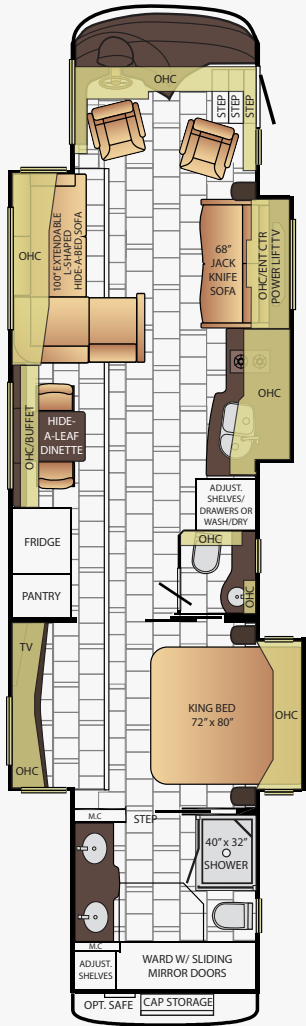 OHC
STEP
STEP
STEP
OHC
100" EXTENDABLE
L-SHAPED
HIDE-A-BED SOFA
68"
JACK
KNIFE
SOFA
OHC/ENT CTR
POWER LIFT TV
OHC
OHC/BUFFET
HIDE-
A-LEAF
DINETTE
ADJUST.
SHELVES/
DRAWERS OR
WASH/DRY
FRIDGE
OHC
PANTRY
OHC
TV
KING BED
72" x 80"
OHC
OHC
M.C
STEP
40" x 32"
SHOWER
M.C
ADJUST.
SHELVES
WARD W/ SLIDING
MIRROR DOORS
OPT. SAFE
CAP STORAGE